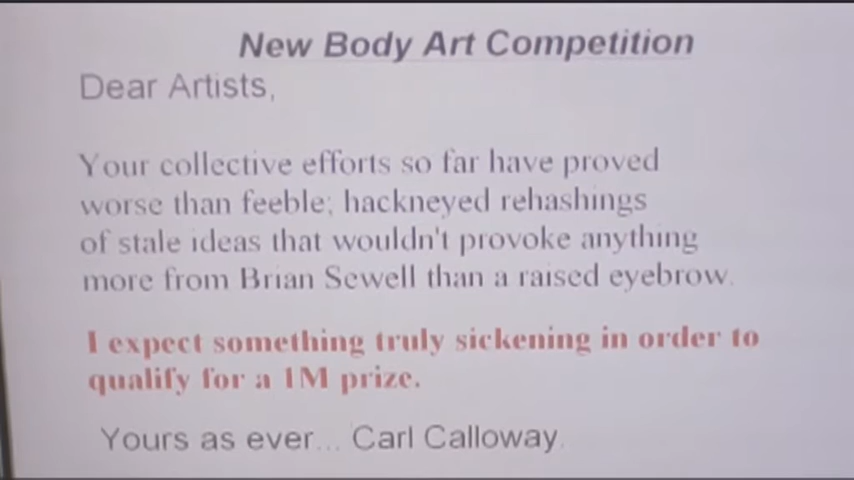 New Body Art Competition
Dear Artists,
Your collective efforts so far have proved
worse than feeble; hackneyed rehashings
of stale ideas that wouldn't provoke anything
more from Brian Sewell than a raised eyebrow.
I expect something truly sickening in order to
qualify for a 1M prize.
Yours as ever... Carl Calloway.